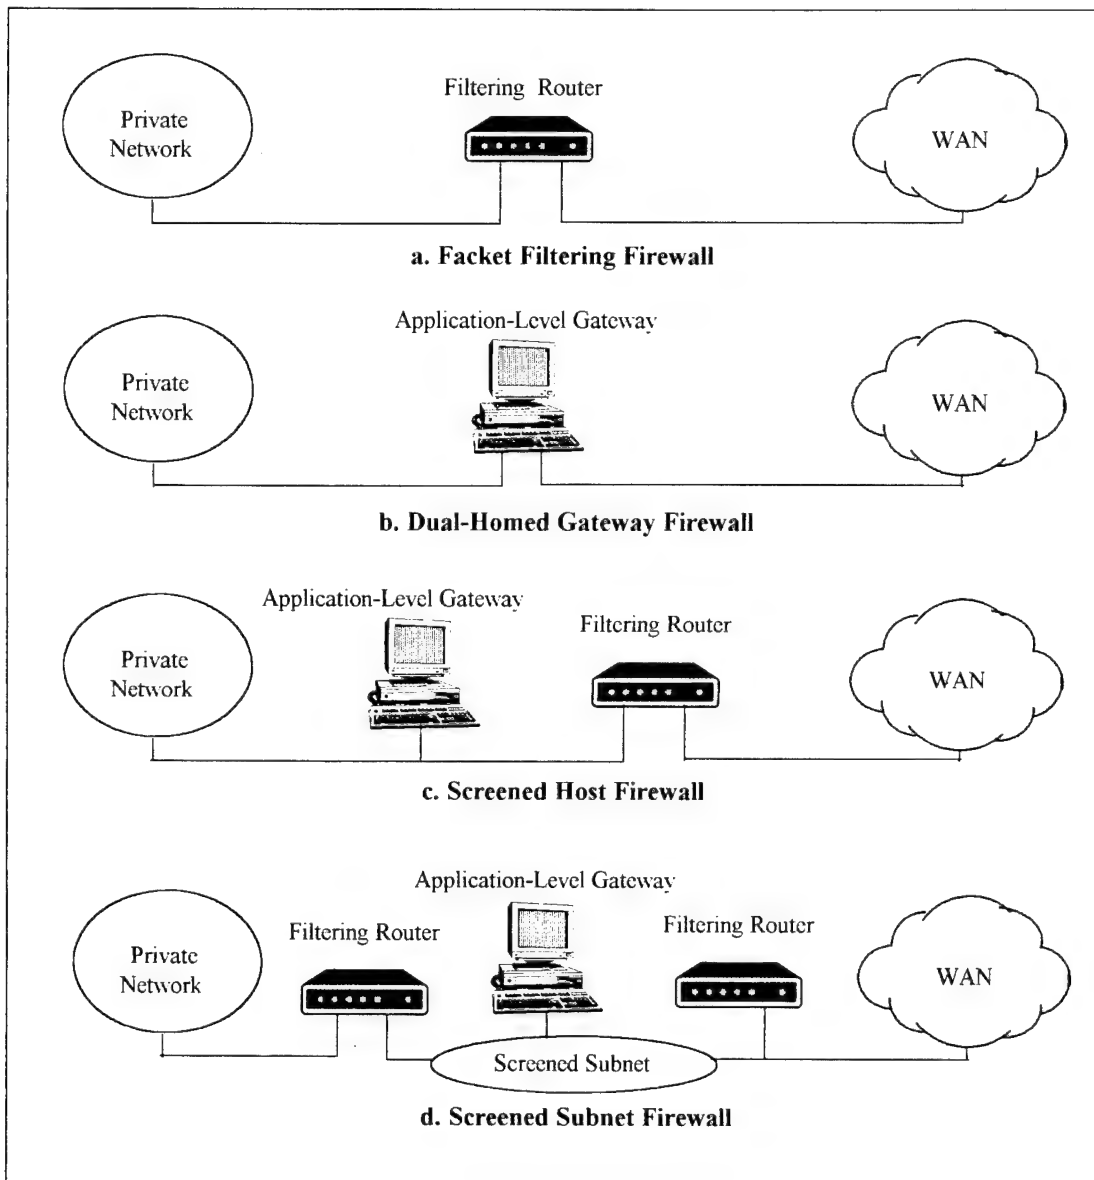 Private
Network
Filtering Router
WAN
a. Facket Filtering Firewall
Application-Level Gateway
Private
Network
WAN
b. Dual-Homed Gateway Firewall
Application-Level Gateway
Filtering Router
Private
Network
WAN
c. Screened Host Firewall
Application-Level Gateway
Private
Network
Filtering Router
Filtering Router
WAN
Screened Subnet
d. Screened Subnet Firewall